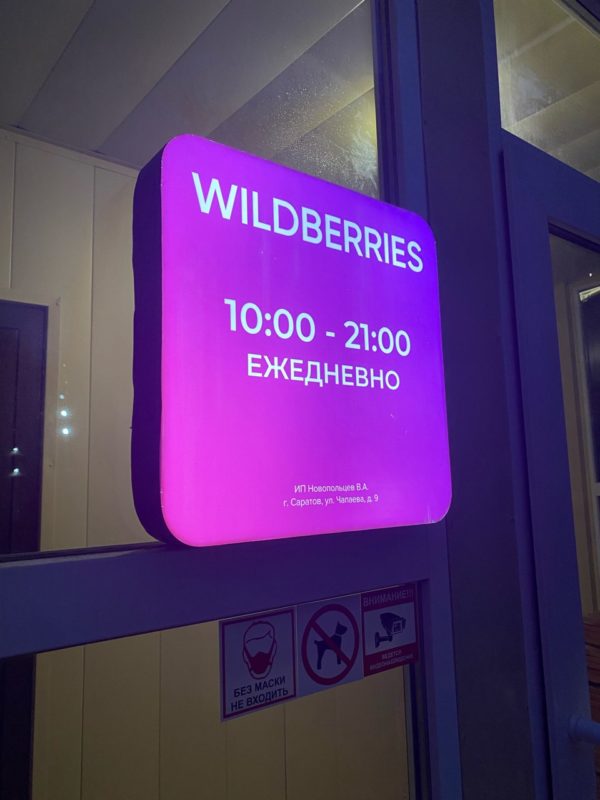 WILDBERRIES
10:00 - 21:00
ЕЖЕДНЕВНО
ИП Новопольцев В.А.
г. Саратов, ул. Чапаева, д. 9
ВНИМАНИЕ!!!
ВЕДЕТСЯ
ВИДЕОНАБЛЮДЕНИЕ
БЕЗ МАСКИ
НЕ ВХОДИТЬ